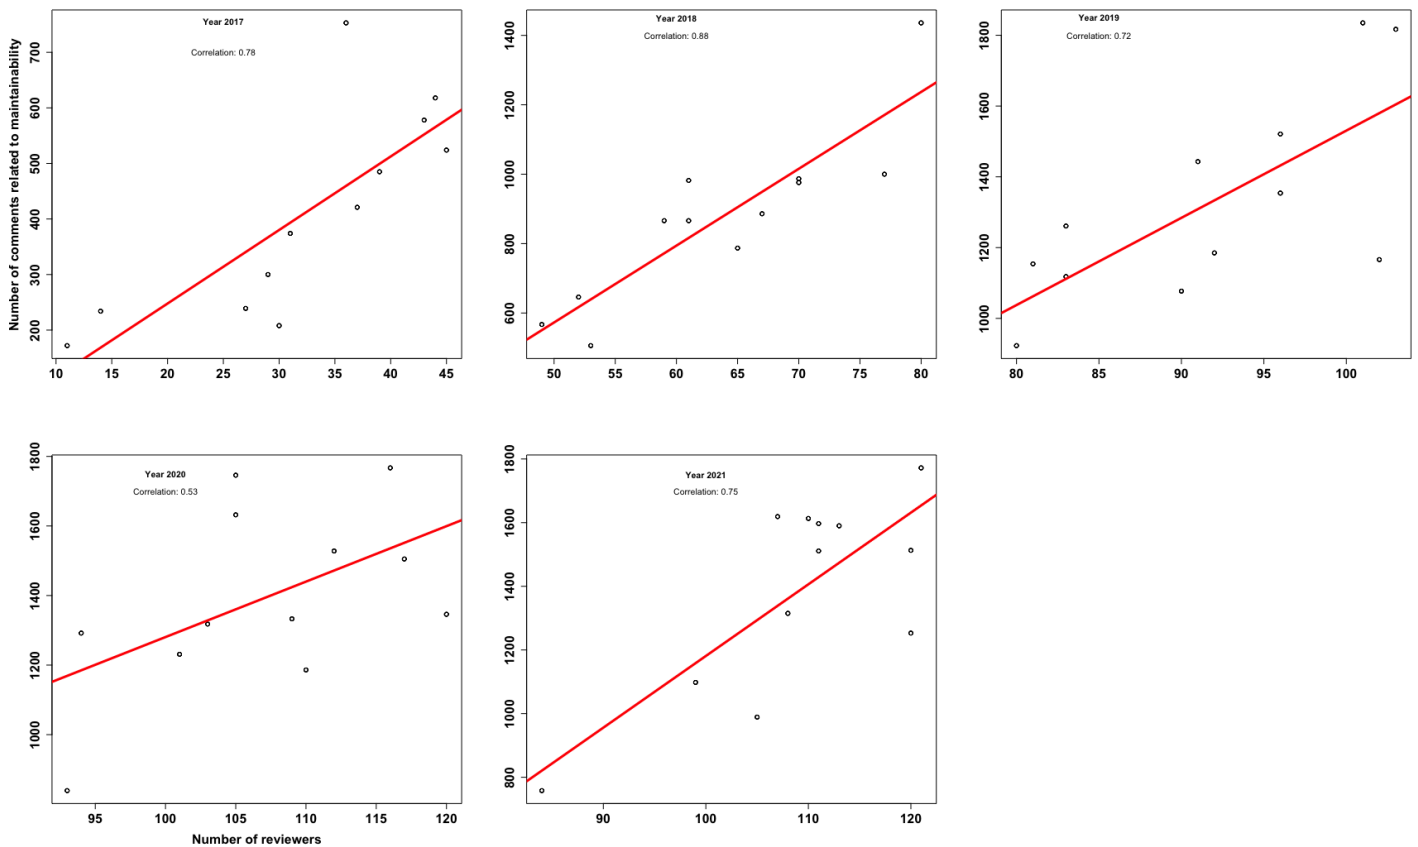 Number of comments related to maintainability
Year 2017
Correlation: 0.78
700
600
500
400
300
200
10 15 20 25 30 35 40 45
Year 2018
Correlation: 0.88
1400
1200
1000
800
600
50 55 60 65 70 75 80
Year 2019
Correlation: 0.72
1800
1600
1400
1200
1000
80 85 90 95 100
Year 2020
Correlation: 0.53
1800
1600
1400
1200
1000
95 100 105 110 115 120
Number of reviewers
Year 2021
Correlation: 0.75
1800
1600
1400
1200
1000
800
90 100 110 120